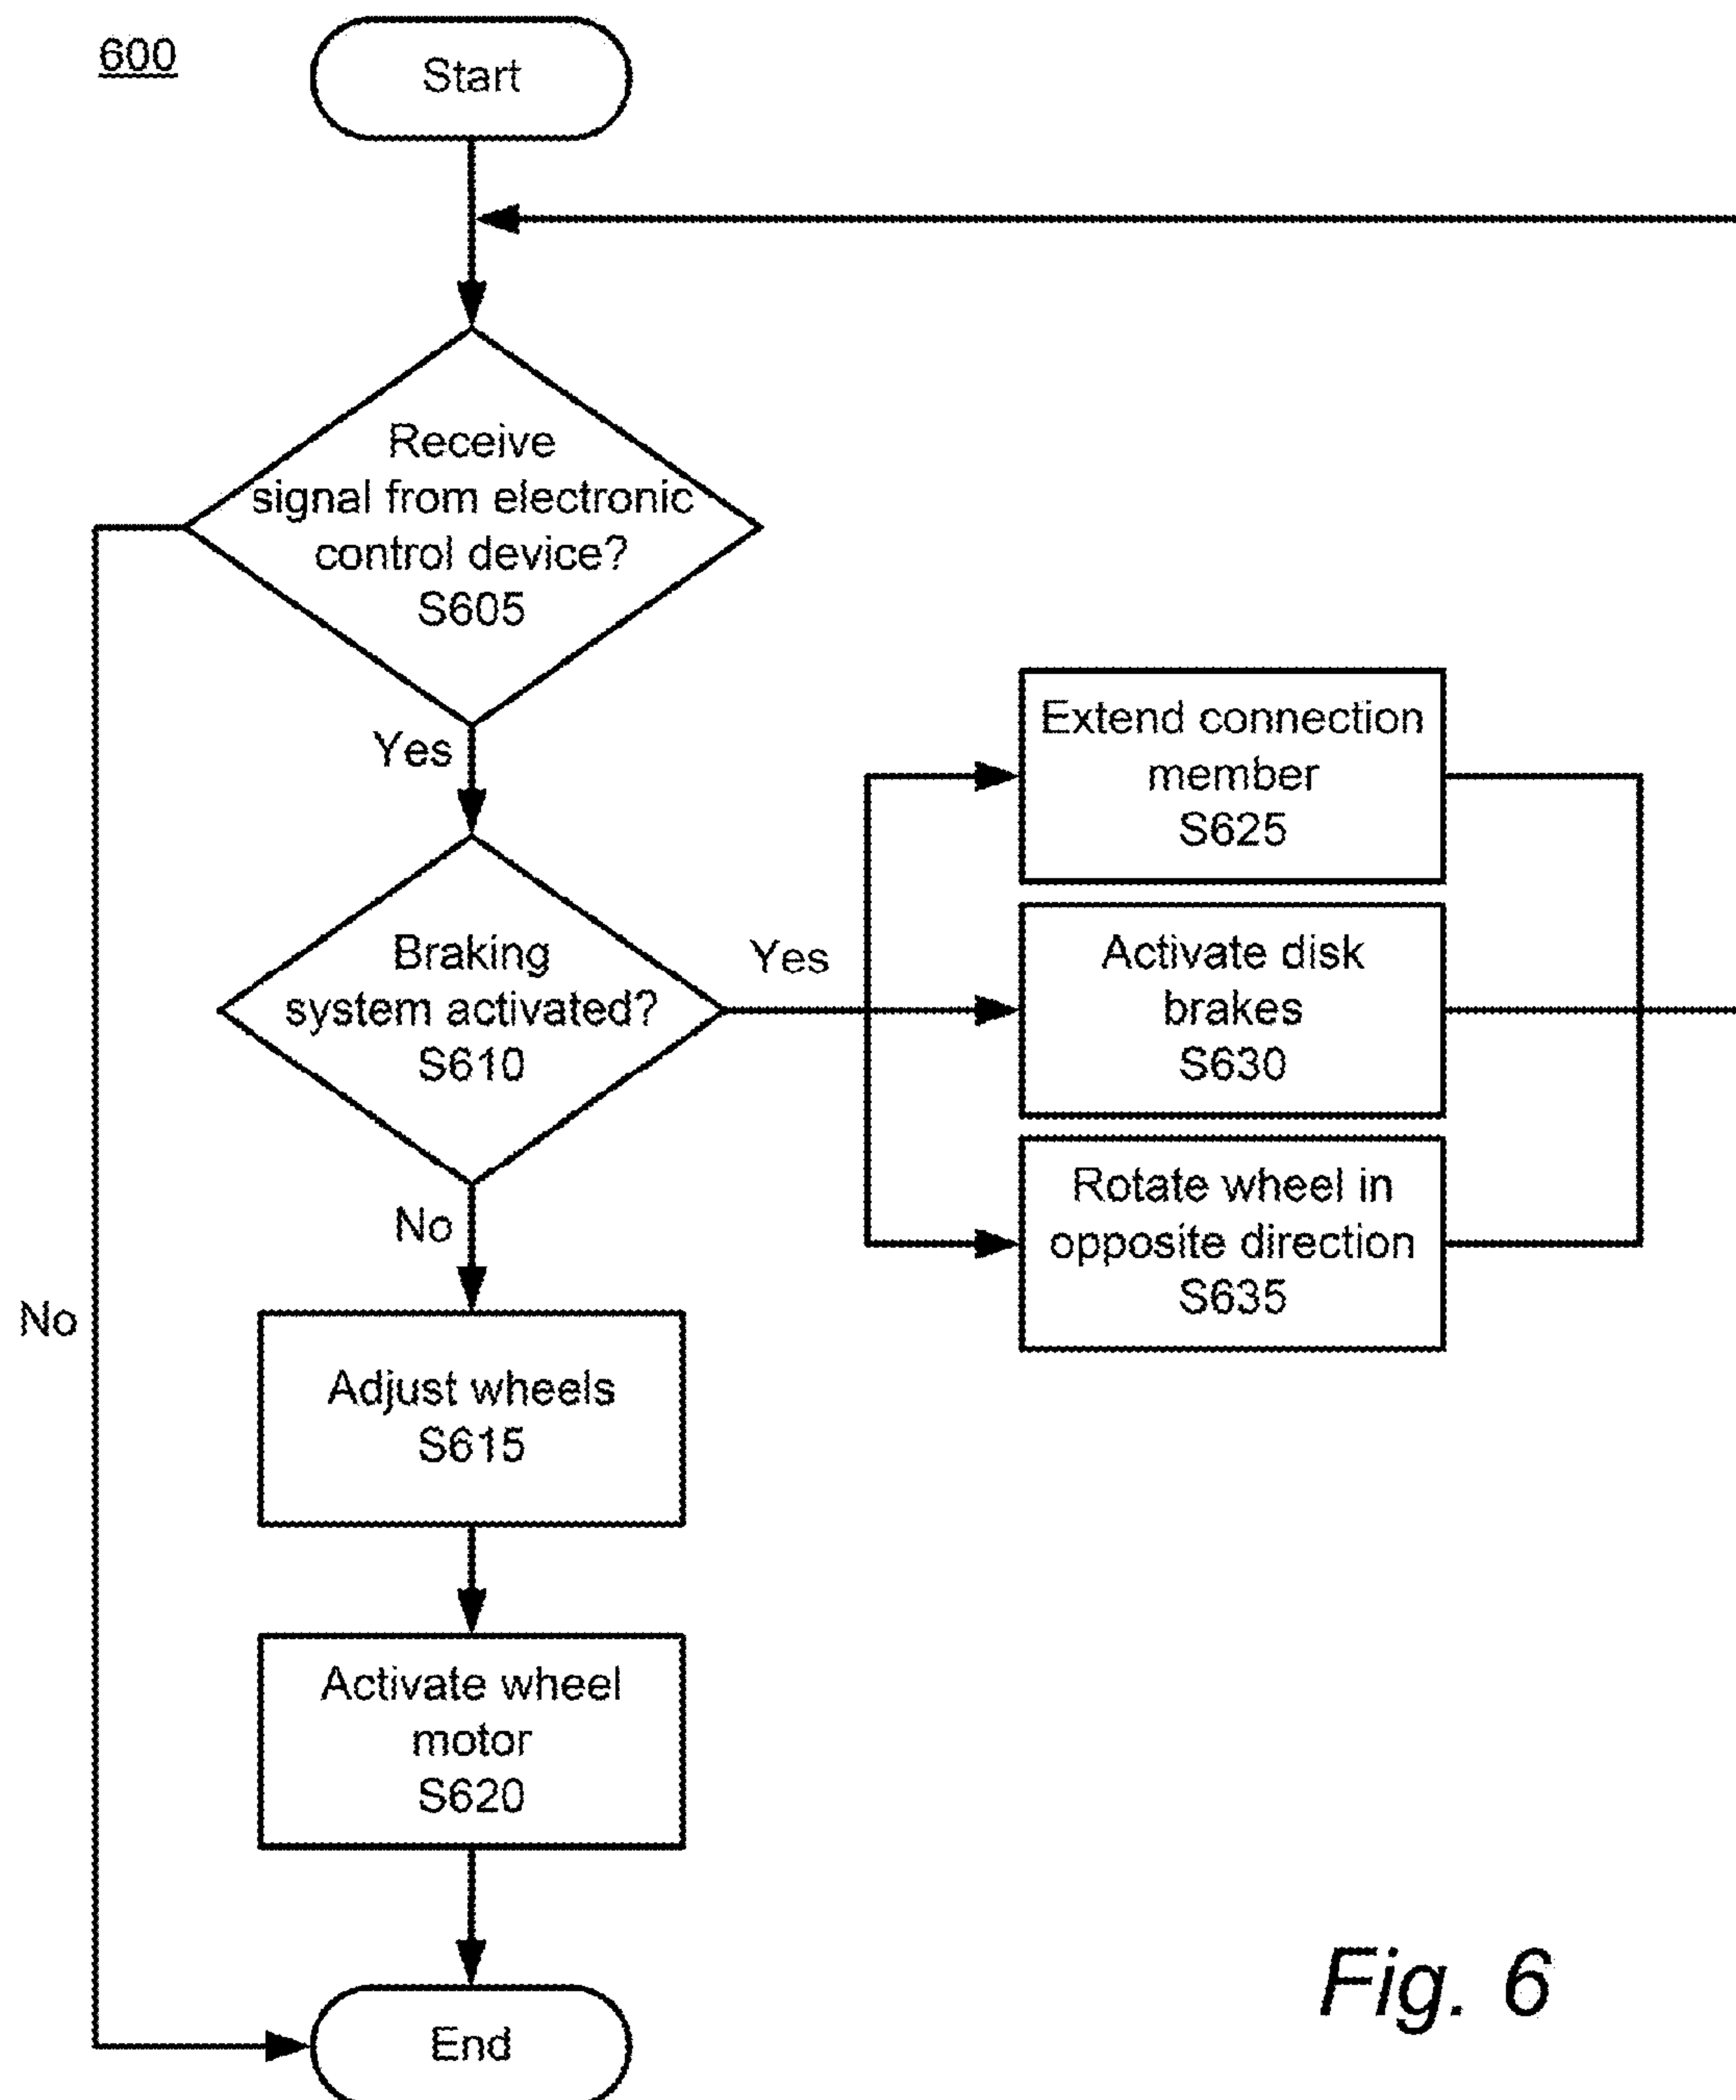 600
Start
Receive
signal from electronic
control device?
S605
Yes
Braking
system activated?
S610
Yes
No
Extend connection
member
S625
Activate disk
brakes
S630
Rotate wheel in
opposite direction
S635
No
Adjust wheels
S615
Activate wheel
motor
S620
End
Fig. 6